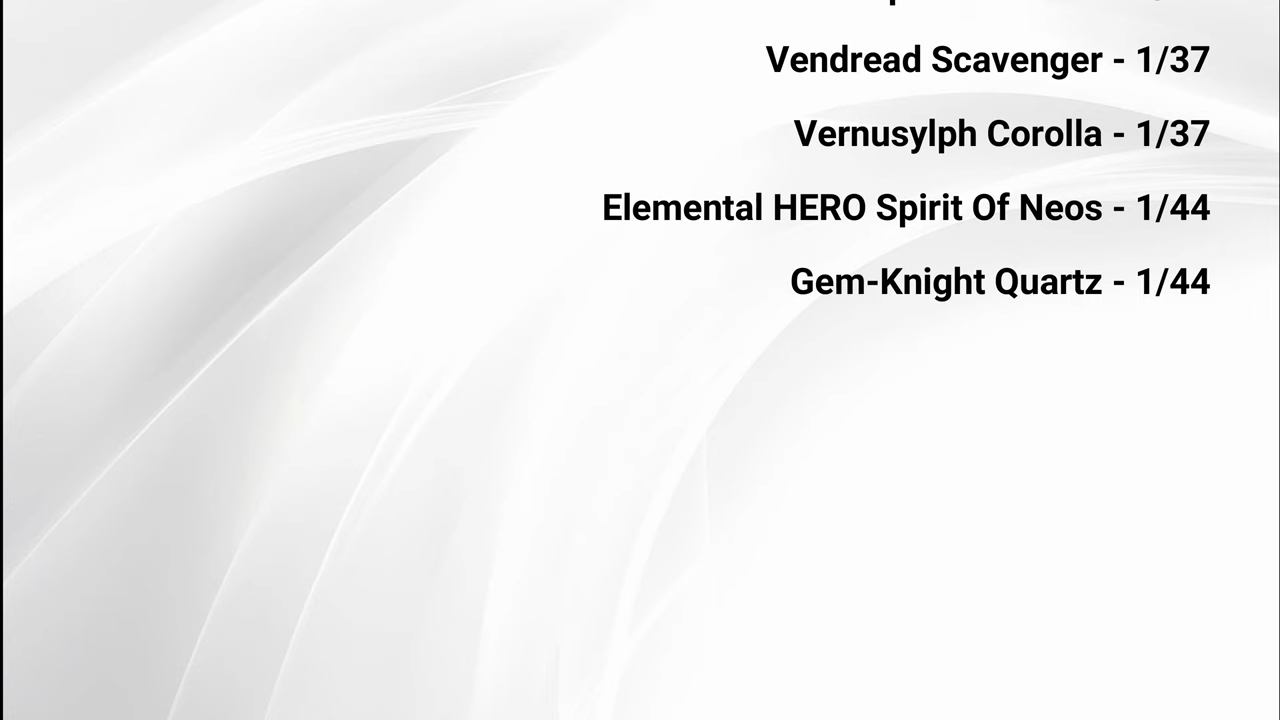 Vendread Scavenger - 1/37
Vernusylph Corolla - 1/37
Elemental HERO Spirit Of Neos - 1/44
Gem-Knight Quartz - 1/44